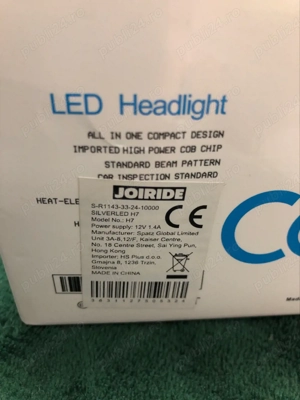 LED Headlight
ALL IN ONE COMPACT DESIGN
IMPORTED HIGH POWER COB CHIP
STANDARD BEAM PATTERN
CAR INSPECTION STANDARD
HEAT-ELE
JOIRIDE
S-R1143-33-24-10000
SILVERLED H7
Model No.: H7
Power supply: 12V 1.4A
Manufacturer: Spatz Global Limited
Unit 3A-8,12/F, Kaiser Centre,
No. 18 Centre Street, Sai Ying Pun,
Hong Kong
Importer: HS Plus d.o.o.
Gmajna 8, 1236 Trzin,
Slovenia
MADE IN CHINA
CE
C